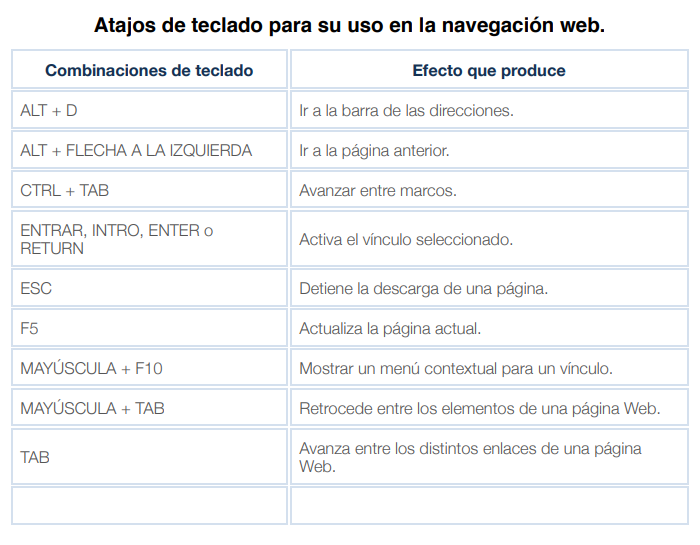 Atajos de teclado para su uso en la navegación web.
Combinaciones de teclado
Efecto que produce
ALT + D
Ir a la barra de las direcciones.
ALT + FLECHA A LA IZQUIERDA
Ir a la página anterior.
CTRL + TAB
Avanzar entre marcos.
ENTRAR, INTRO, ENTER o
RETURN
Activa el vínculo seleccionado.
ESC
Detiene la descarga de una página.
F5
Actualiza la página actual.
MAYÚSCULA + F10
Mostrar un menú contextual para un vínculo.
MAYÚSCULA + TAB
Retrocede entre los elementos de una página Web.
TAB
Avanza entre los distintos enlaces de una página
Web.